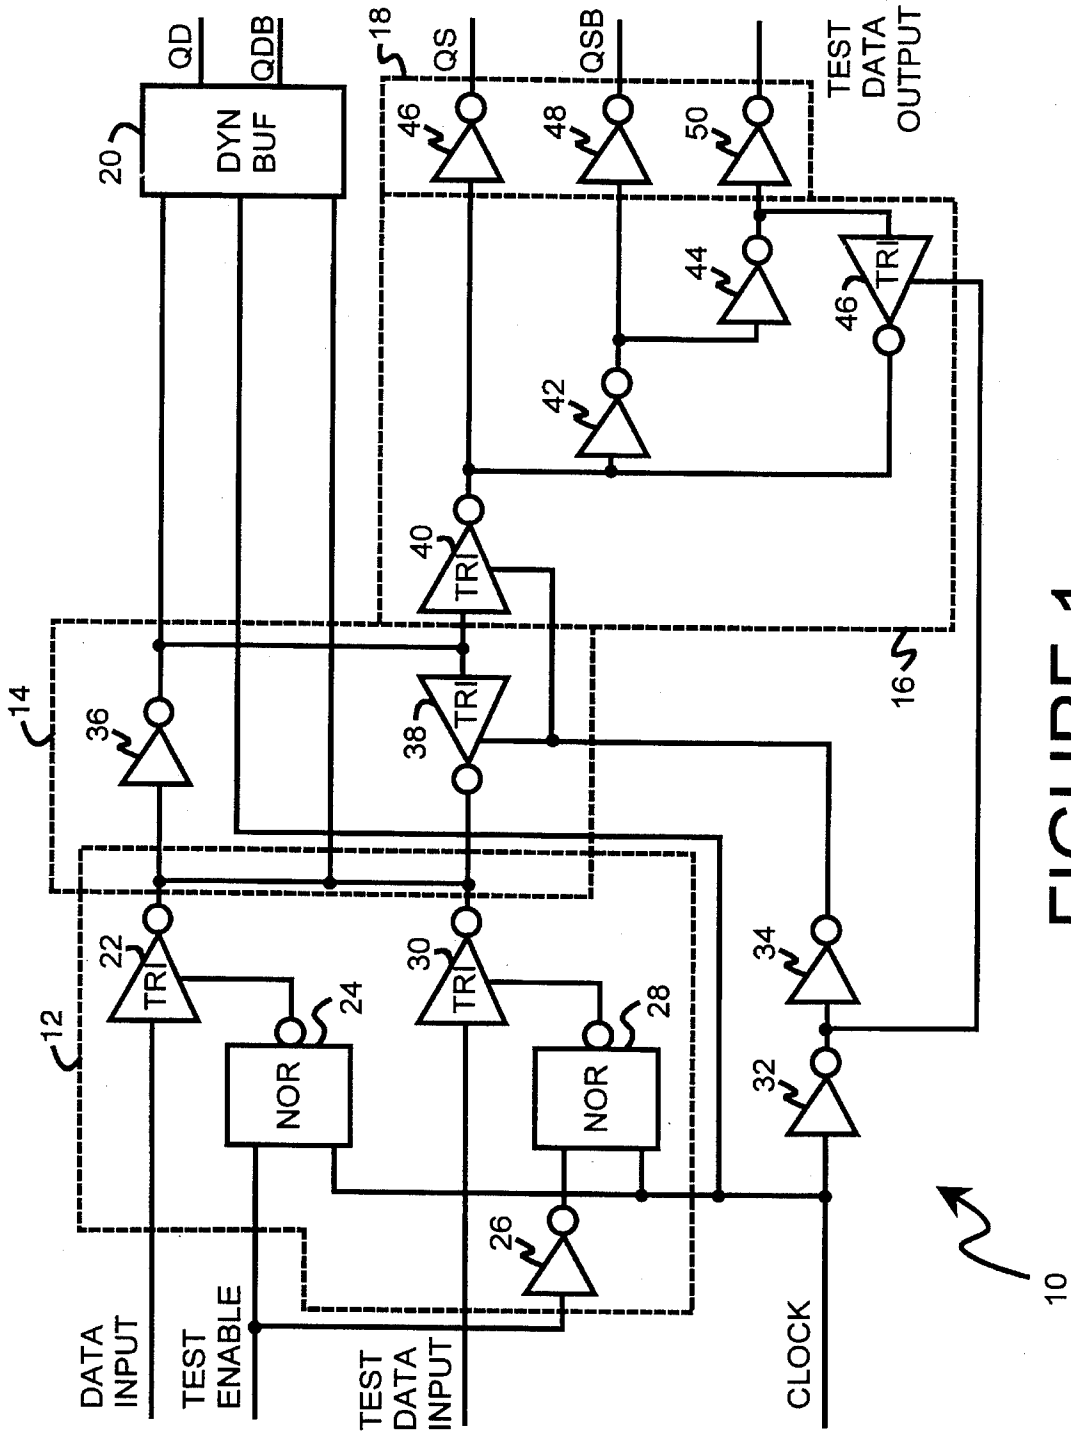 DATA
INPUT
TEST
ENABLE
TEST
DATA
INPUT
CLOCK
10
12
22
TRI
24
NOR
30
TRI
28
NOR
26
32
34
14
36
38
TRI
40
TRI
16
42
44
46
TRI
20
DYN
BUF
QD
QDB
18
46
QS
48
QSB
50
TEST
DATA
OUTPUT
FIGURE 1